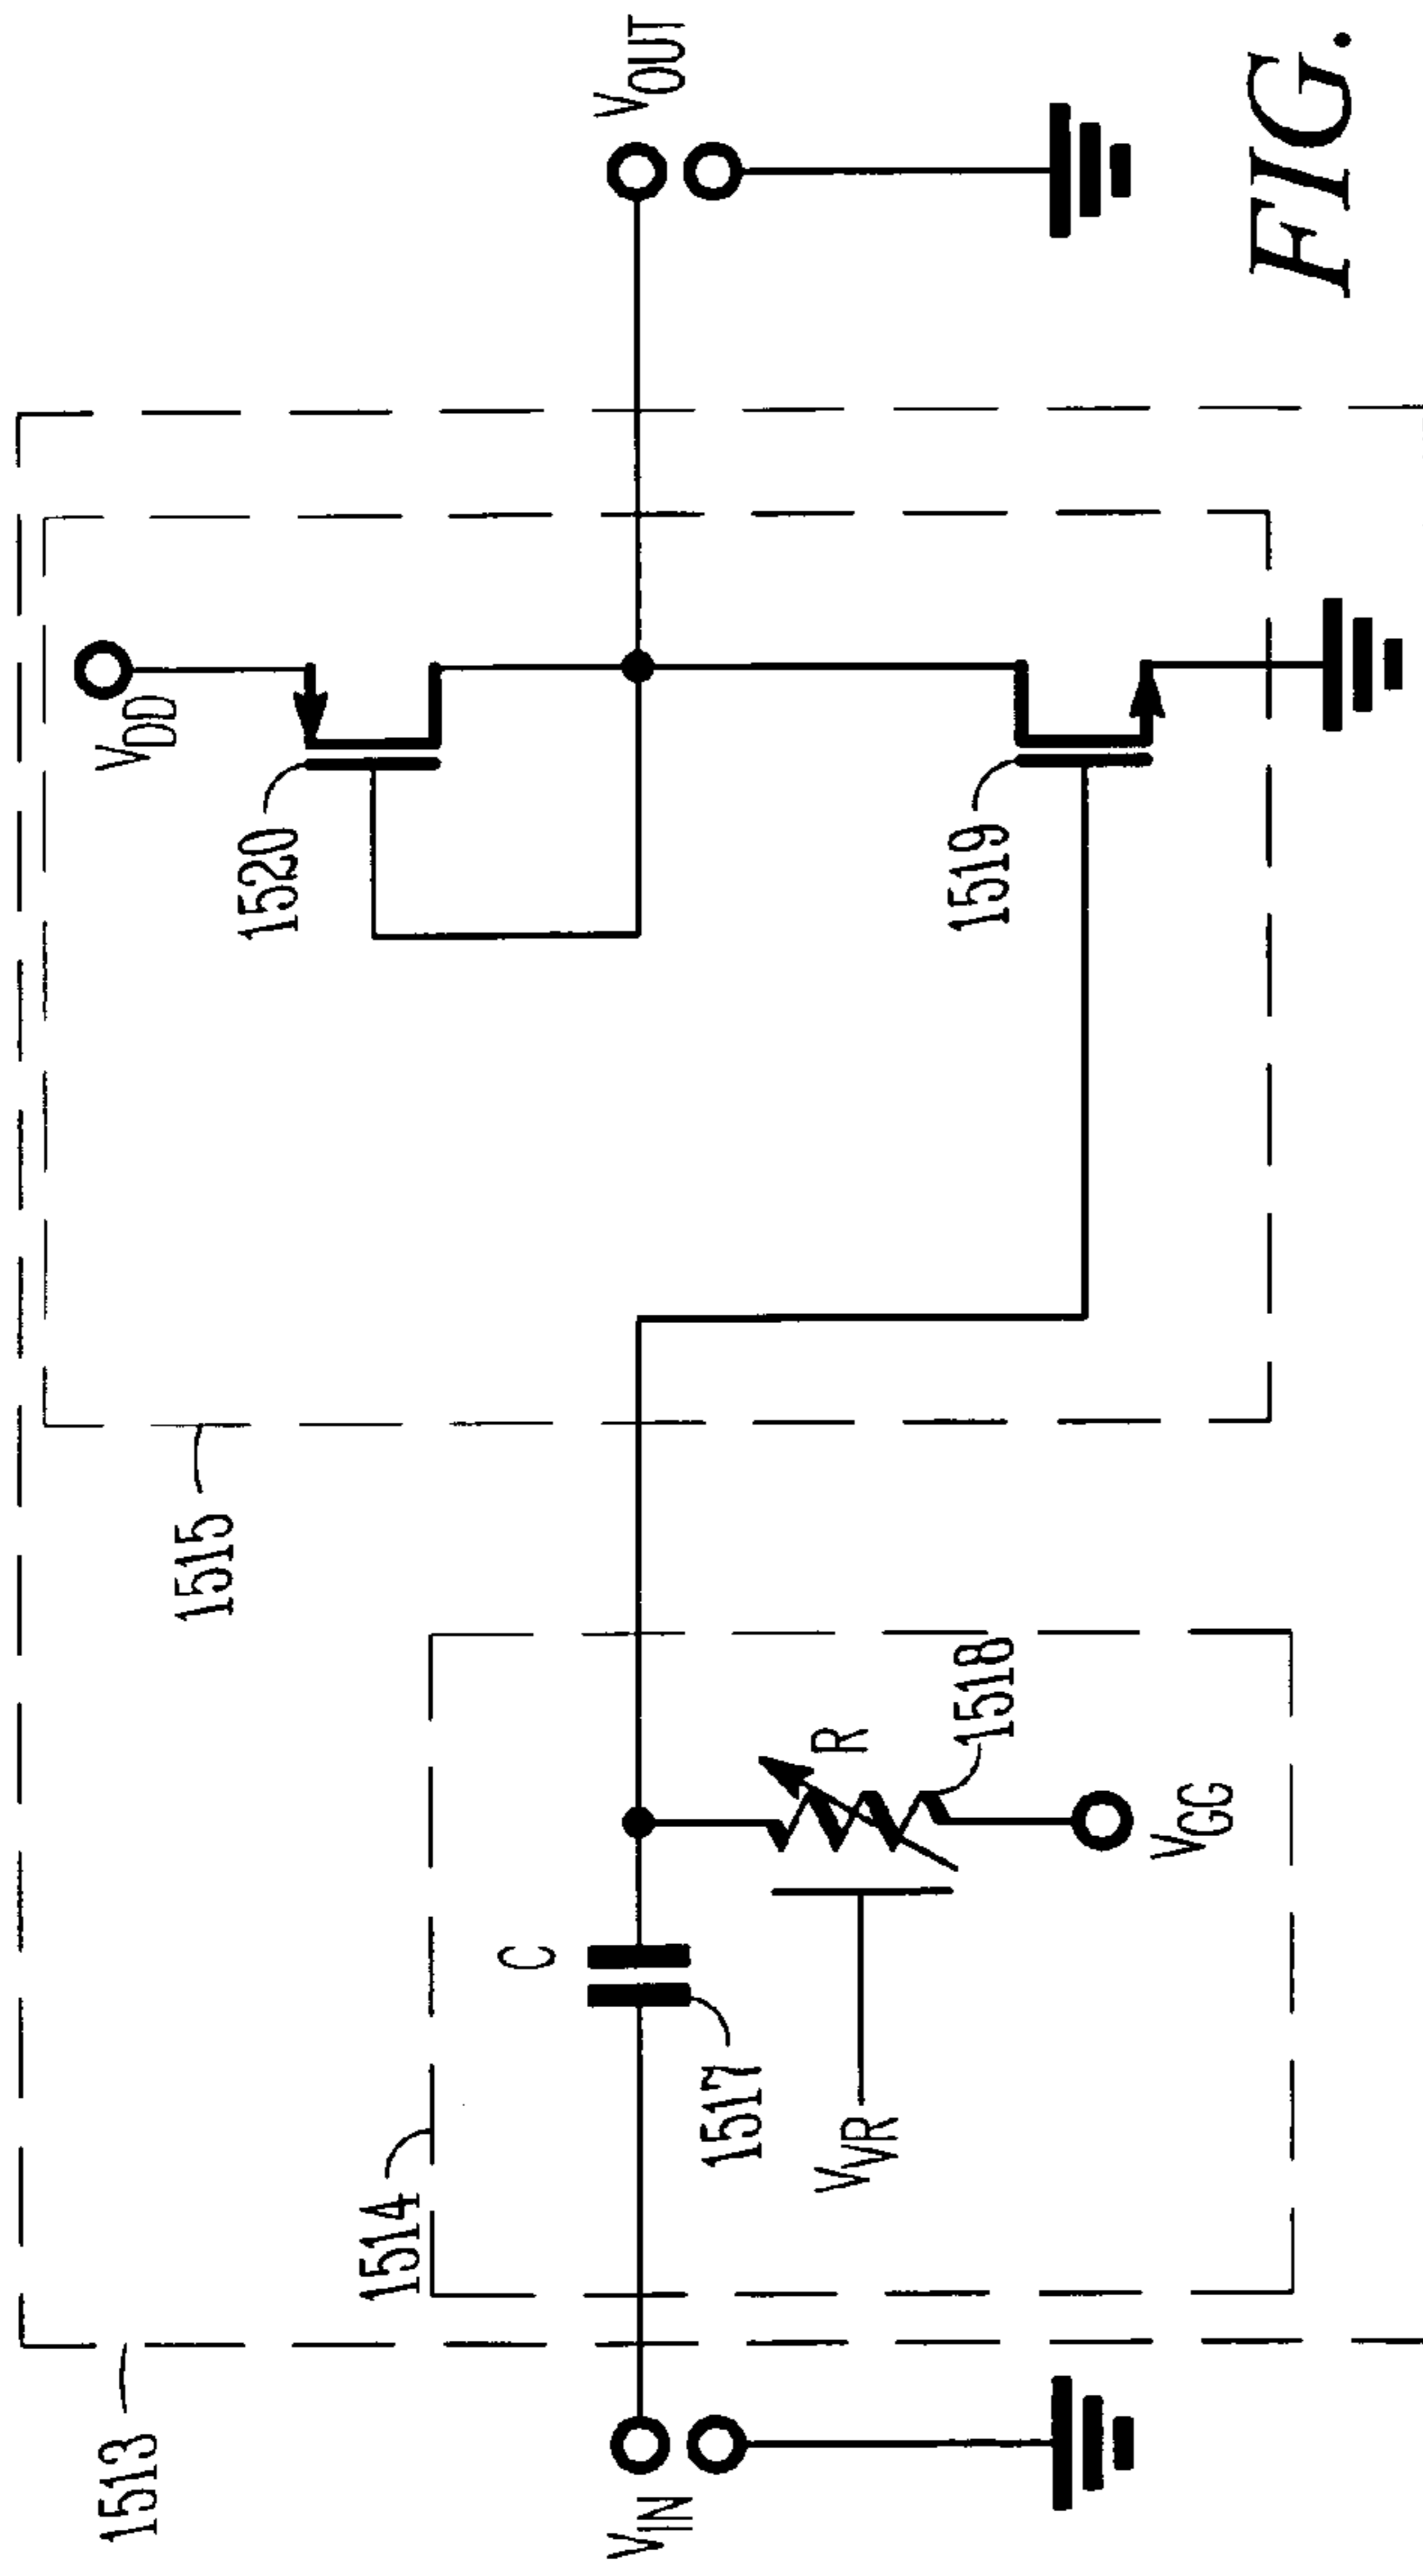 1513
1515
1514
V_DD
1520
V_OUT
C
1517
R
1518
1519
V_VR
V_GG
V_IN
FIG.